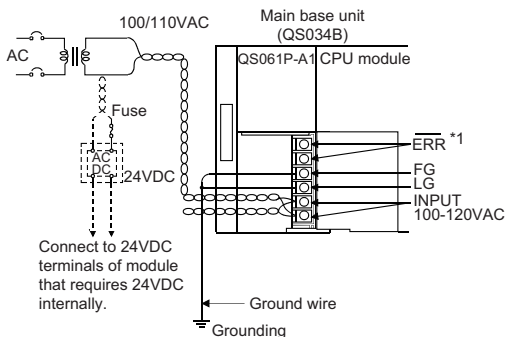 100/110VAC
Main base unit
(QS034B)
AC
QS061P-A1
CPU module
Fuse
ERR *1
AC
DC
24VDC
FG
LG
INPUT
100-120VAC
Connect to 24VDC
terminals of module
that requires 24VDC
internally.
Ground wire
Grounding